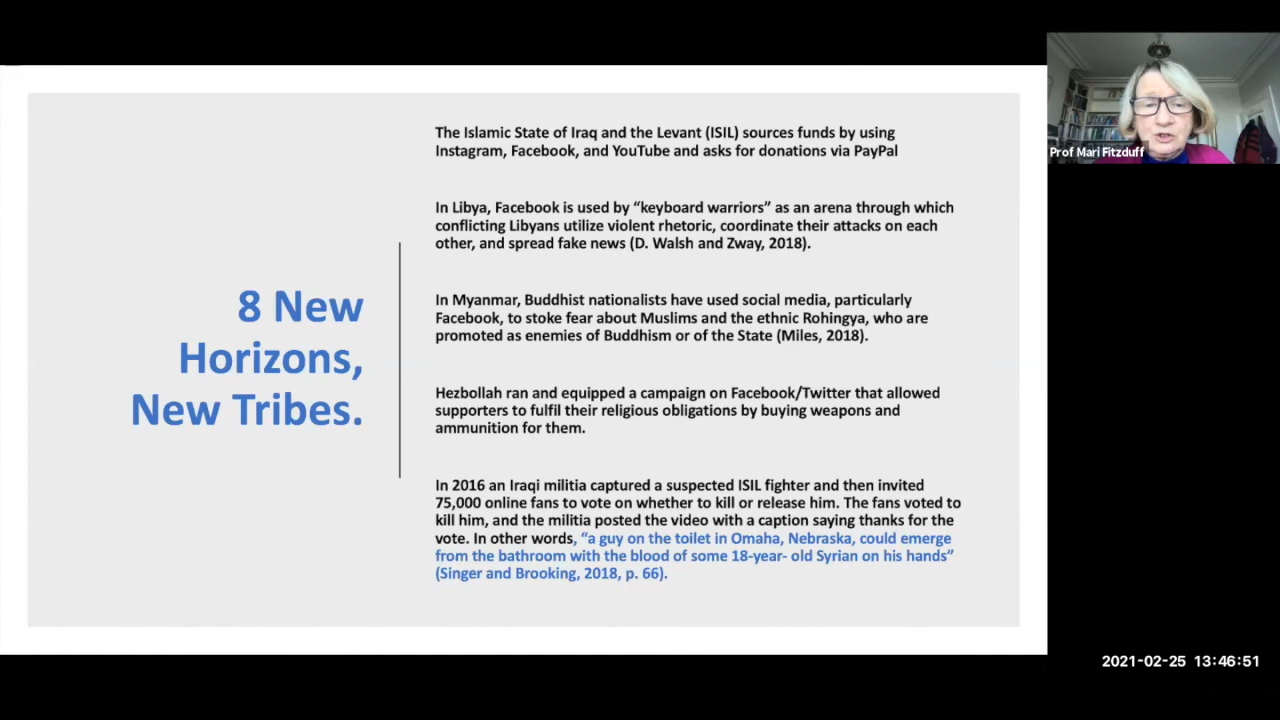 8 New
Horizons,
New Tribes.
The Islamic State of Iraq and the Levant (ISIL) sources funds by using
Instagram, Facebook, and YouTube and asks for donations via PayPal
In Libya, Facebook is used by “keyboard warriors” as an arena through which
conflicting Libyans utilize violent rhetoric, coordinate their attacks on each
other, and spread fake news (D. Walsh and Zway, 2018).
In Myanmar, Buddhist nationalists have used social media, particularly
Facebook, to stoke fear about Muslims and the ethnic Rohingya, who are
promoted as enemies of Buddhism or of the State (Miles, 2018).
Hezbollah ran and equipped a campaign on Facebook/Twitter that allowed
supporters to fulfil their religious obligations by buying weapons and
ammunition for them.
In 2016 an Iraqi militia captured a suspected ISIL fighter and then invited
75,000 online fans to vote on whether to kill or release him. The fans voted to
kill him, and the militia posted the video with a caption saying thanks for the
vote. In other words, “a guy on the toilet in Omaha, Nebraska, could emerge
from the bathroom with the blood of some 18-year- old Syrian on his hands”
(Singer and Brooking, 2018, p. 66).
Prof Mari Fitzduff
2021-02-25 13:46:51